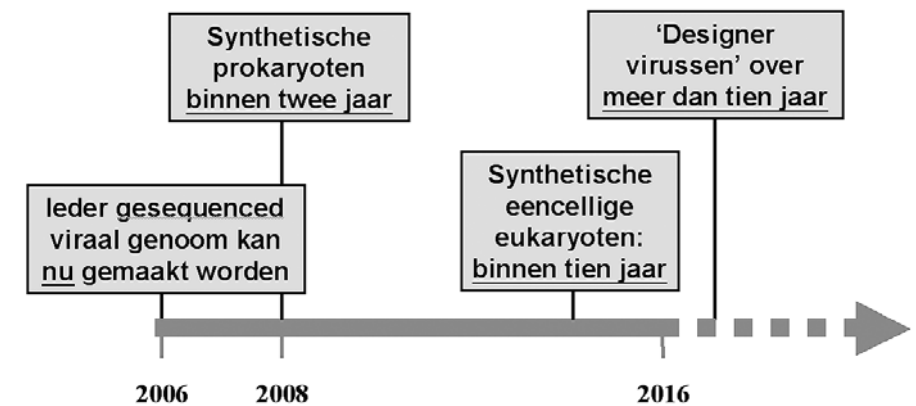 Synthetische
prokaryoten
binnen twee jaar
'Designer
virussen' over
meer dan tien jaar
Ieder gesequenced
viraal genoom kan
nu gemaakt worden
Synthetische
eencellige
eukaryoten:
binnen tien jaar
2006
2008
2016